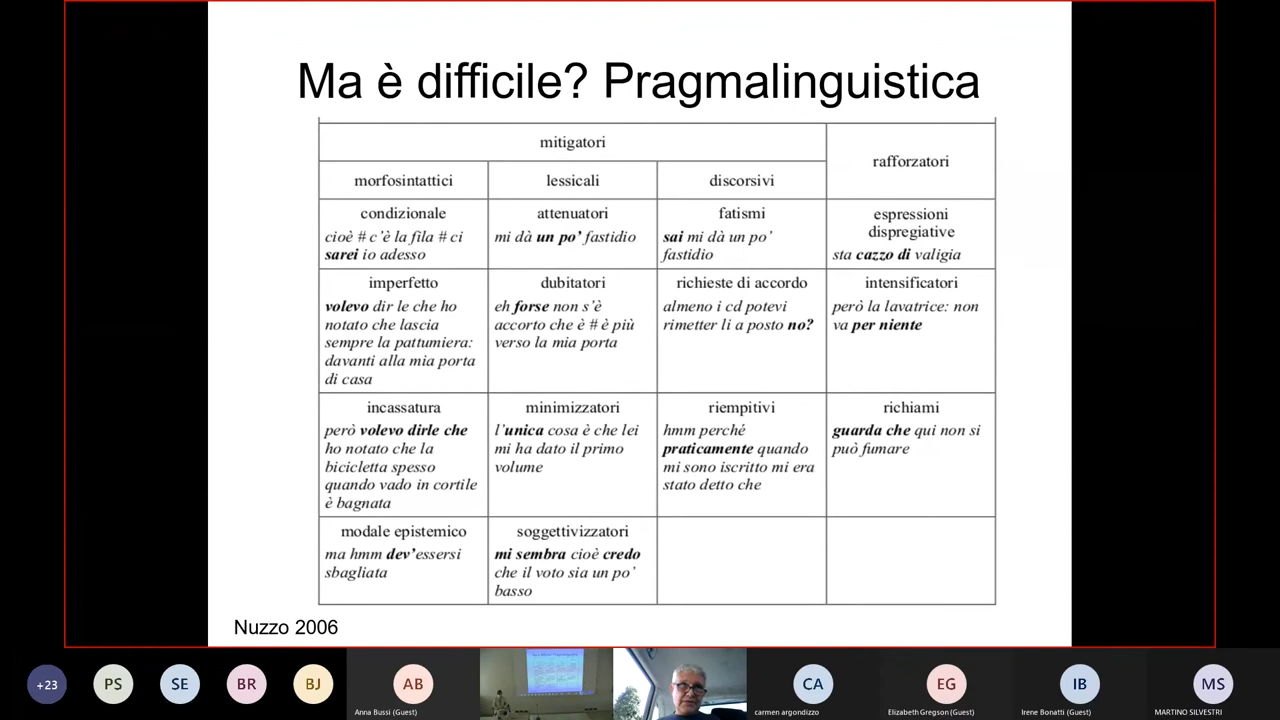 Ma è difficile? Pragmalinguistica
mitigatori
rafforzatori
morfosintattici
lessicali
discorsivi
condizionale
cioè # c'è la fila # ci
sarei io adesso
attenuatori
mi dà un po' fastidio
fatismi
sai mi dà un po'
fastidio
espressioni
dispregiative
sta cazzo di valigia
imperfetto
volevo dir le che ho
notato che lascia
sempre la pattumiera:
davanti alla mia porta
di casa
dubitatori
eh forse non s'è
accorto che è # è più
verso la mia porta
richieste di accordo
almeno i cd potevi
rimetter li a posto no?
intensificatori
però la lavatrice: non
va per niente
incassatura
però volevo dirle che
ho notato che la
bicicletta spesso
quando vado in cortile
è bagnata
minimizzatori
l'unica cosa è che lei
mi ha dato il primo
volume
riempitivi
hmm perché
praticamente quando
mi sono iscritto mi era
stato detto che
richiami
guarda che qui non si
può fumare
modale epistemico
ma hmm dev'essersi
sbagliata
soggettivizzatori
mi sembra cioè credo
che il voto sia un po'
basso
Nuzzo 2006
+23
PS
SE
BR
BJ
AB
Anna Bussi (Guest)
CA
carmen argondizzo
EG
Elizabeth Gregson (Guest)
IB
Irene Bonatti (Guest)
MS
MARTINO SILVESTRI